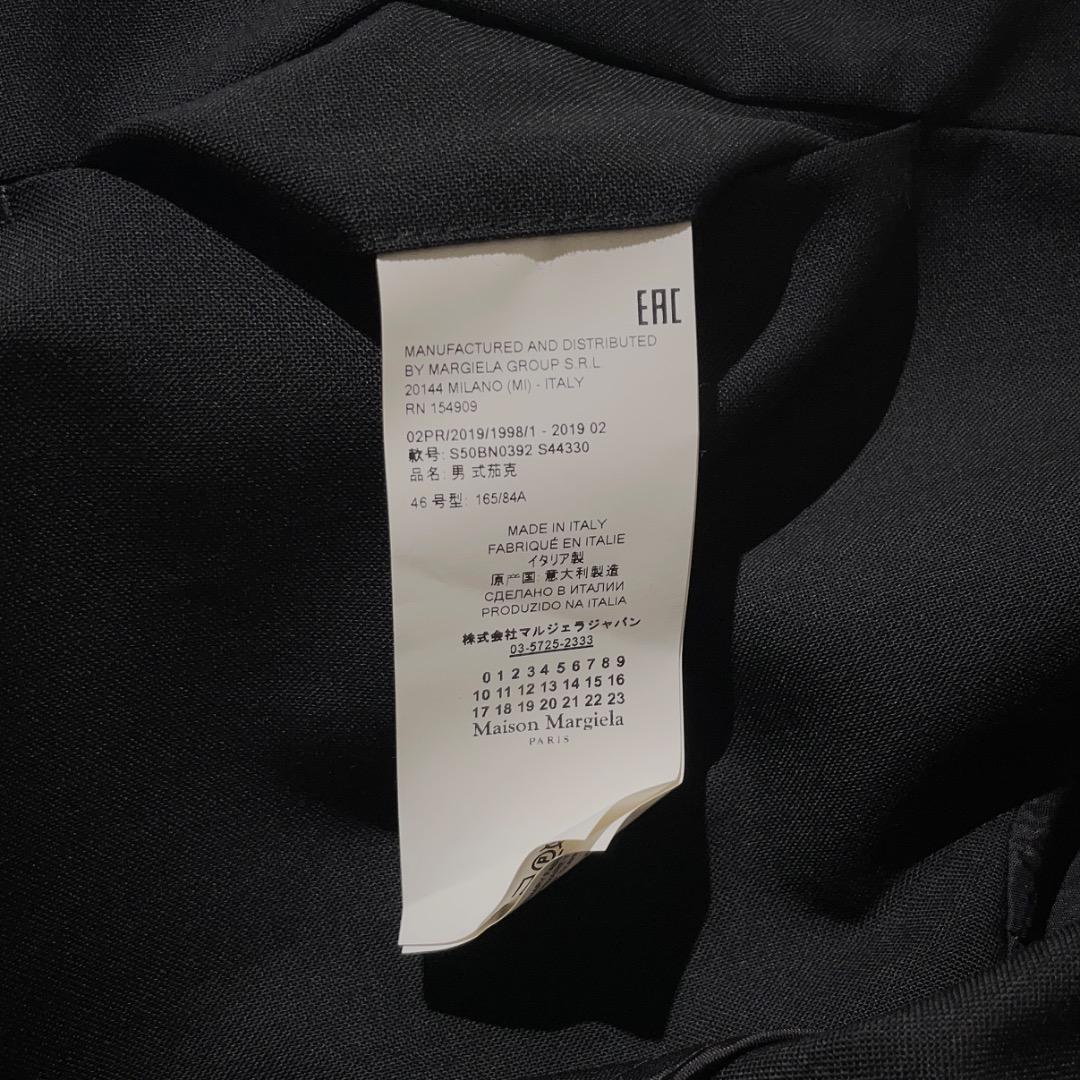 EAC
MANUFACTURED AND DISTRIBUTED
BY MARGIELA GROUP S.R.L.
20144 MILANO (MI) - ITALY
RN 154909
02PR/2019/1998/1 - 2019 02
款号: S50BN0392 S44330
品名: 男 式茄克
46 号型: 165/84A
MADE IN ITALY
FABRIQUÉ EN ITALIE
イタリア製
原产国: 意大利製造
СДЕЛАНО В ИТАЛИИ
PRODUZIDO NA ITALIA
株式会社マルジェラジャパン
03-5725-2333
0 1 2 3 4 5 6 7 8 9
10 11 12 13 14 15 16
17 18 19 20 21 22 23
Maison Margiela
PARIS